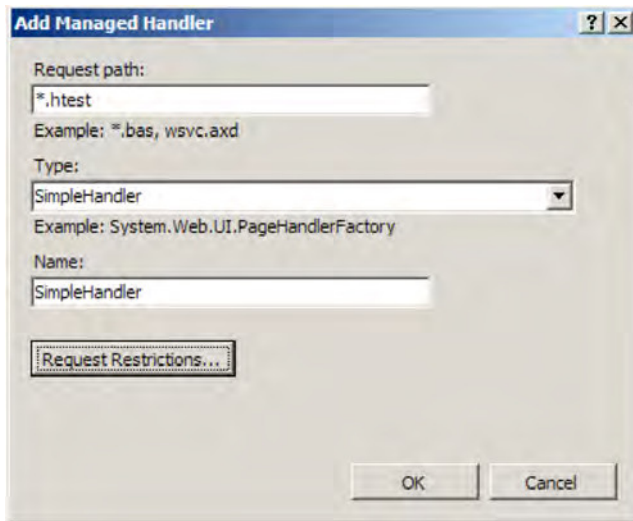 Add Managed Handler
Request path:
*.htest
Example: *.bas, wsvc.axd
Type:
SimpleHandler
Example: System.Web.UI.PageHandlerFactory
Name:
SimpleHandler
Request Restrictions...
OK Cancel